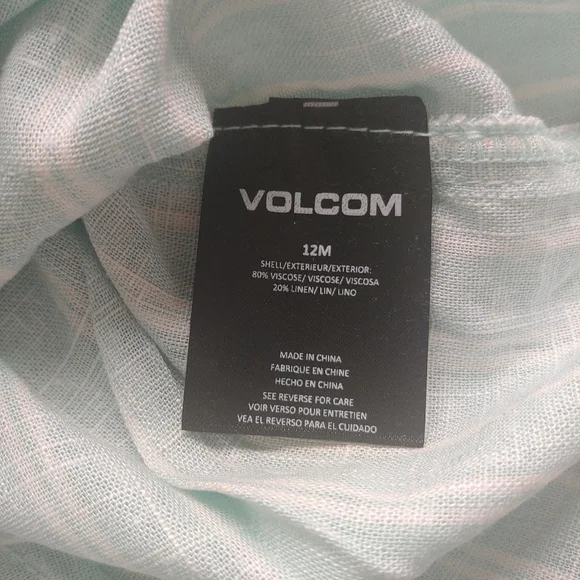 VOLCOM
12M
SHELL/EXTERIEUR/EXTERIOR:
80% VISCOSE/ VISCOSE/ VISCOSA
20% LINEN/ LIN/ LINO
MADE IN CHINA
FABRIQUE EN CHINE
HECHO EN CHINA
SEE REVERSE FOR CARE
VOIR VERSO POUR ENTRETIEN
VEA EL REVERSO PARA EL CUIDADO